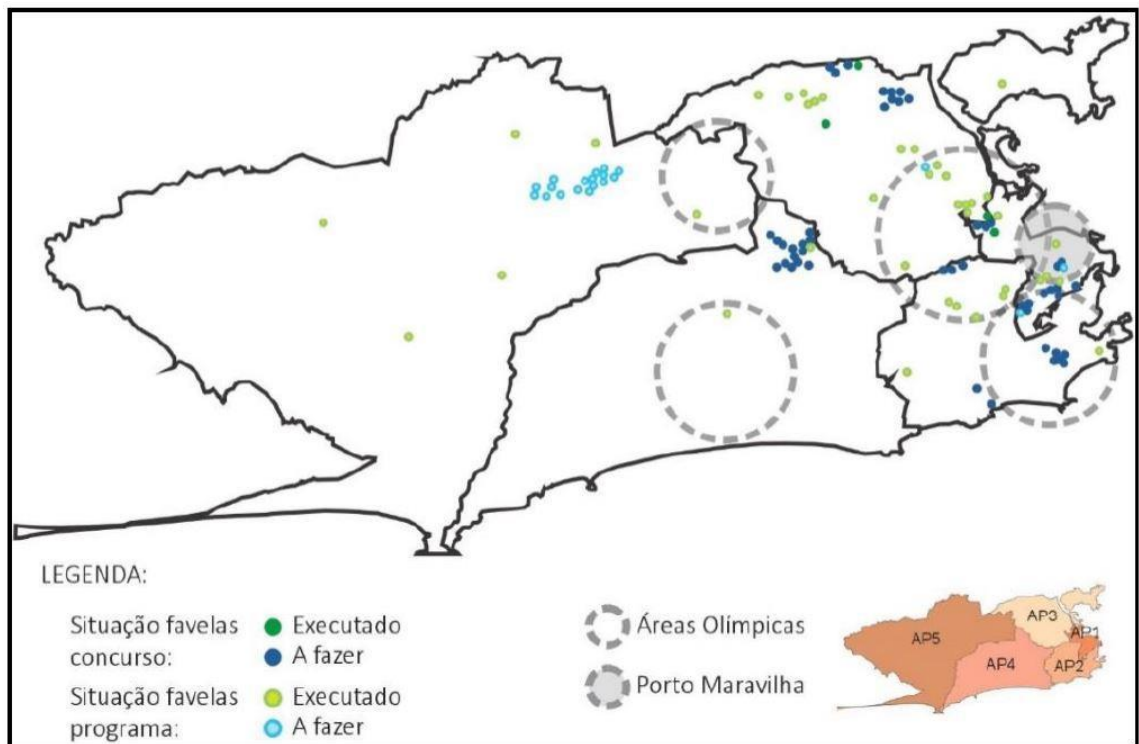 LEGENDA:
Situação favelas
concurso:
Executado
A fazer
Situação favelas
programa:
Executado
A fazer
Áreas Olímpicas
Porto Maravilha
AP3
AP1
AP5
AP4
AP2